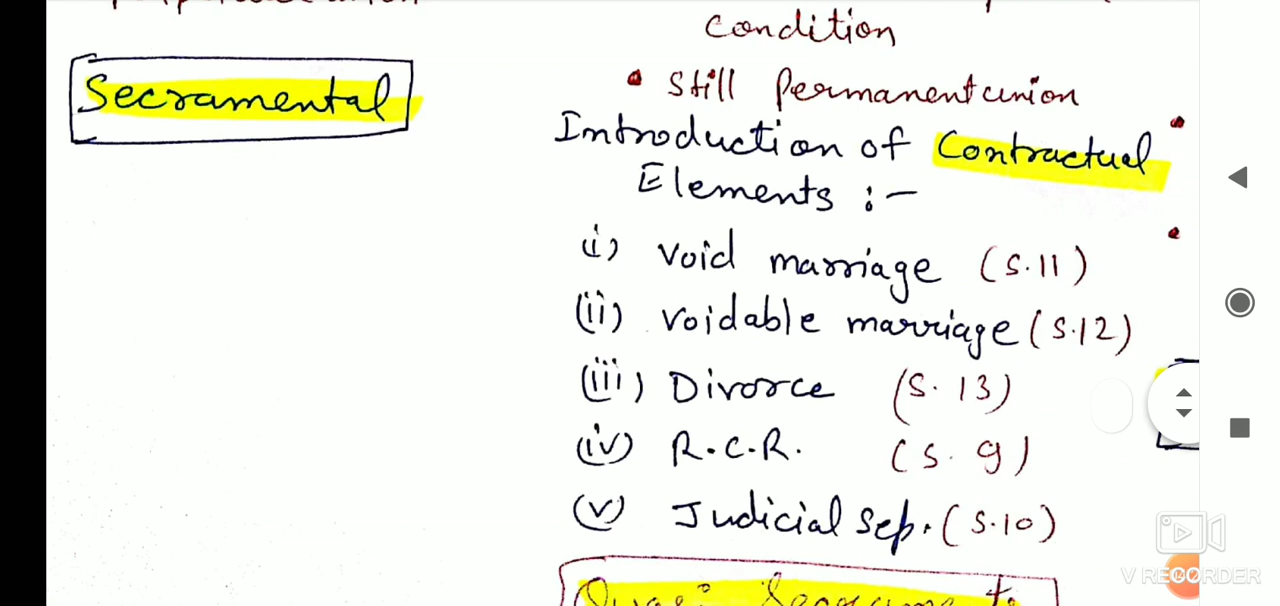 condition
• Still permanent union
Secramental
Introduction of Contractual
Elements :-
(i) Void marriage (S.11)
(ii) Voidable marriage (S.12)
(iii) Divorce (S. 13)
(iv) R.C.R. (S. 9)
(v) Judicial Sep. (S.10)
V RECORDER